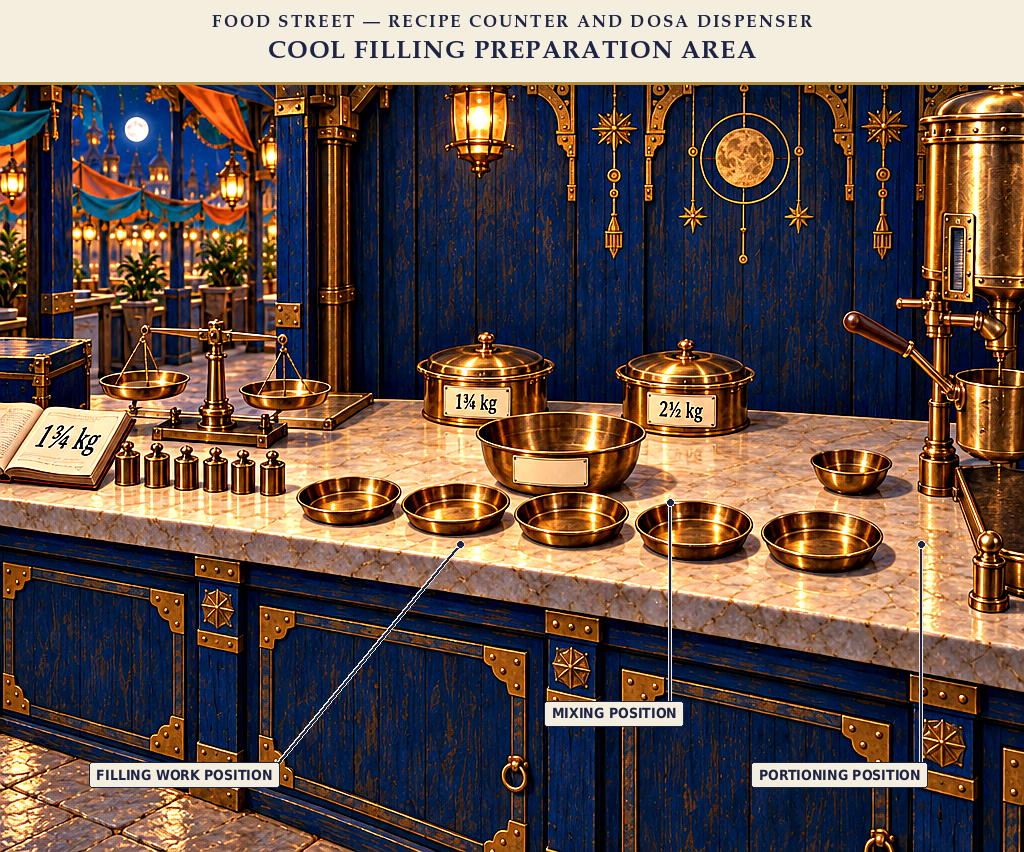 FOOD STREET — RECIPE COUNTER AND DOSA DISPENSER
COOL FILLING PREPARATION AREA
1¾ kg
2½ kg
1¾ kg
MIXING POSITION
FILLING WORK POSITION
PORTIONING POSITION